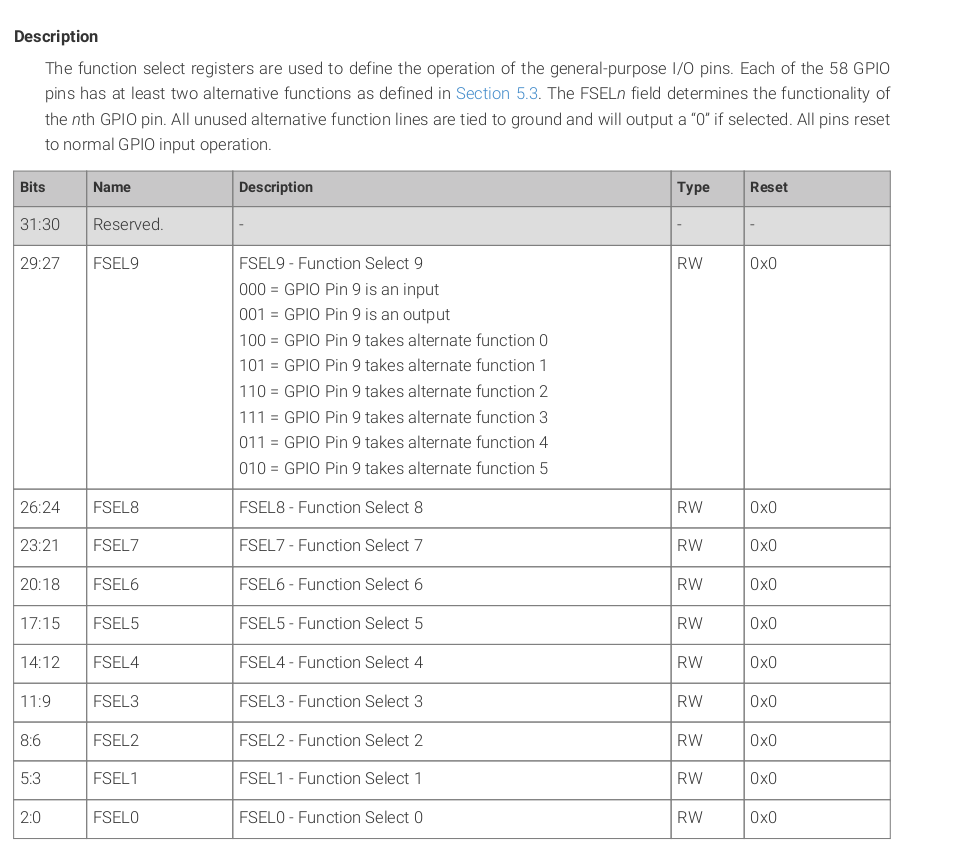 Description
The function select registers are used to define the operation of the general-purpose I/O pins. Each of the 58 GPIO
pins has at least two alternative functions as defined in Section 5.3. The FSELn field determines the functionality of
the nth GPIO pin. All unused alternative function lines are tied to ground and will output a “0” if selected. All pins reset
to normal GPIO input operation.
Bits Name Description Type Reset
31:30 Reserved. - - -
29:27 FSEL9 FSEL9 - Function Select 9 RW 0x0
000 = GPIO Pin 9 is an input
001 = GPIO Pin 9 is an output
100 = GPIO Pin 9 takes alternate function 0
101 = GPIO Pin 9 takes alternate function 1
110 = GPIO Pin 9 takes alternate function 2
111 = GPIO Pin 9 takes alternate function 3
011 = GPIO Pin 9 takes alternate function 4
010 = GPIO Pin 9 takes alternate function 5
26:24 FSEL8 FSEL8 - Function Select 8 RW 0x0
23:21 FSEL7 FSEL7 - Function Select 7 RW 0x0
20:18 FSEL6 FSEL6 - Function Select 6 RW 0x0
17:15 FSEL5 FSEL5 - Function Select 5 RW 0x0
14:12 FSEL4 FSEL4 - Function Select 4 RW 0x0
11:9 FSEL3 FSEL3 - Function Select 3 RW 0x0
8:6 FSEL2 FSEL2 - Function Select 2 RW 0x0
5:3 FSEL1 FSEL1 - Function Select 1 RW 0x0
2:0 FSEL0 FSEL0 - Function Select 0 RW 0x0